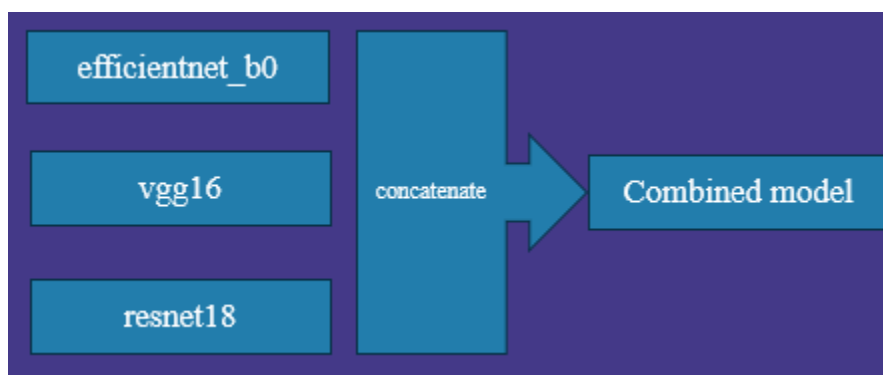 efficientnet_b0
vgg16
concatenate
Combined model
resnet18